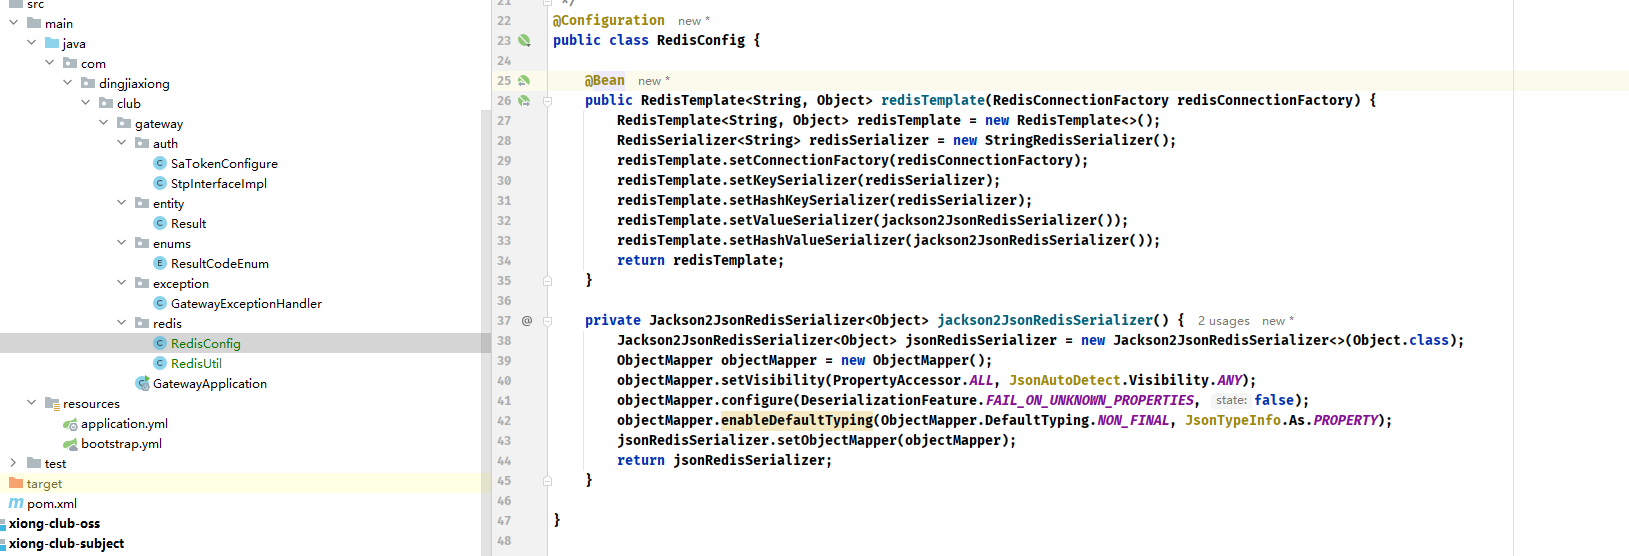 src
main
java
com
dingjiaxiong
club
gateway
auth
SaTokenConfigure
StpInterfaceImpl
entity
Result
enums
ResultCodeEnum
exception
GatewayExceptionHandler
redis
RedisConfig
RedisUtil
GatewayApplication
resources
application.yml
bootstrap.yml
test
target
pom.xml
xiong-club-oss
xiong-club-subject
21 */
22 @Configuration new *
23 public class RedisConfig {
24
25 @Bean new *
26 public RedisTemplate<String, Object> redisTemplate(RedisConnectionFactory redisConnectionFactory) {
27 RedisTemplate<String, Object> redisTemplate = new RedisTemplate<>();
28 RedisSerializer<String> redisSerializer = new StringRedisSerializer();
29 redisTemplate.setConnectionFactory(redisConnectionFactory);
30 redisTemplate.setKeySerializer(redisSerializer);
31 redisTemplate.setHashKeySerializer(redisSerializer);
32 redisTemplate.setValueSerializer(jackson2JsonRedisSerializer());
33 redisTemplate.setHashValueSerializer(jackson2JsonRedisSerializer());
34 return redisTemplate;
35 }
36
37 @ private Jackson2JsonRedisSerializer<Object> jackson2JsonRedisSerializer() { 2 usages new *
38 Jackson2JsonRedisSerializer<Object> jsonRedisSerializer = new Jackson2JsonRedisSerializer<>(Object.class);
39 ObjectMapper objectMapper = new ObjectMapper();
40 objectMapper.setVisibility(PropertyAccessor.ALL, JsonAutoDetect.Visibility.ANY);
41 objectMapper.configure(DeserializationFeature.FAIL_ON_UNKNOWN_PROPERTIES, state: false);
42 objectMapper.enableDefaultTyping(ObjectMapper.DefaultTyping.NON_FINAL, JsonTypeInfo.As.PROPERTY);
43 jsonRedisSerializer.setObjectMapper(objectMapper);
44 return jsonRedisSerializer;
45 }
46
47 }
48